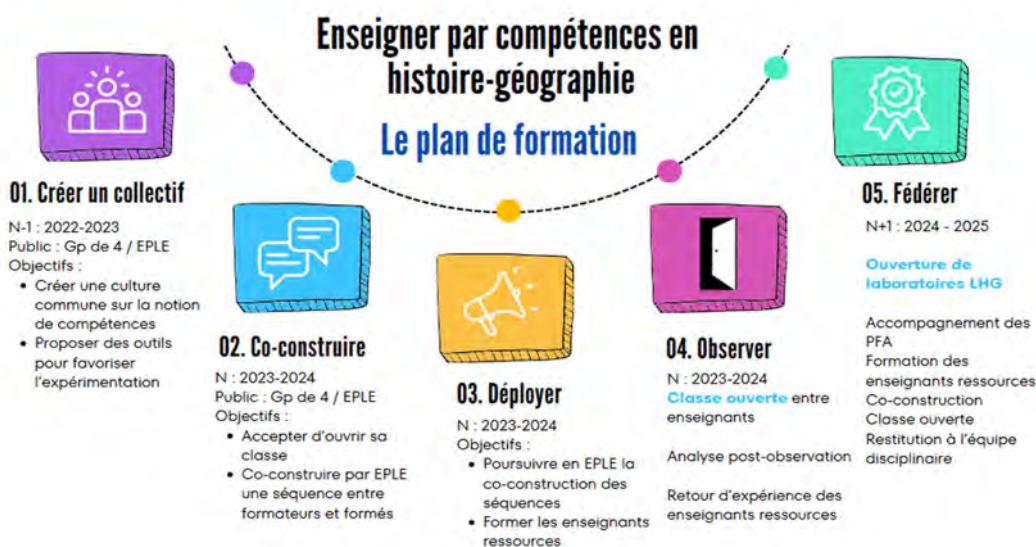 Enseigner par compétences en
histoire-géographie
Le plan de formation
01. Créer un collectif
N-1 : 2022-2023
Public : Gp de 4 / EPLE
Objectifs :
• Créer une culture
commune sur la notion
de compétences
• Proposer des outils
pour favoriser
l'expérimentation
02. Co-construire
N : 2023-2024
Public : Gp de 4 / EPLE
Objectifs :
• Accepter d'ouvrir sa
classe
• Co-construire par EPLE
une séquence entre
formateurs et formés
03. Déployer
N : 2023-2024
Objectifs :
• Poursuivre en EPLE la
co-construction des
séquences
• Former les enseignants
ressources
04. Observer
N : 2023-2024
Classe ouverte entre
enseignants
Analyse post-observation
Retour d'expérience des
enseignants ressources
05. Fédérer
N+1 : 2024 - 2025
Ouverture de
laboratoires LHG
Accompagnement des
PFA
Formation des
enseignants ressources
Co-construction
Classe ouverte
Restitution à l'équipe
disciplinaire